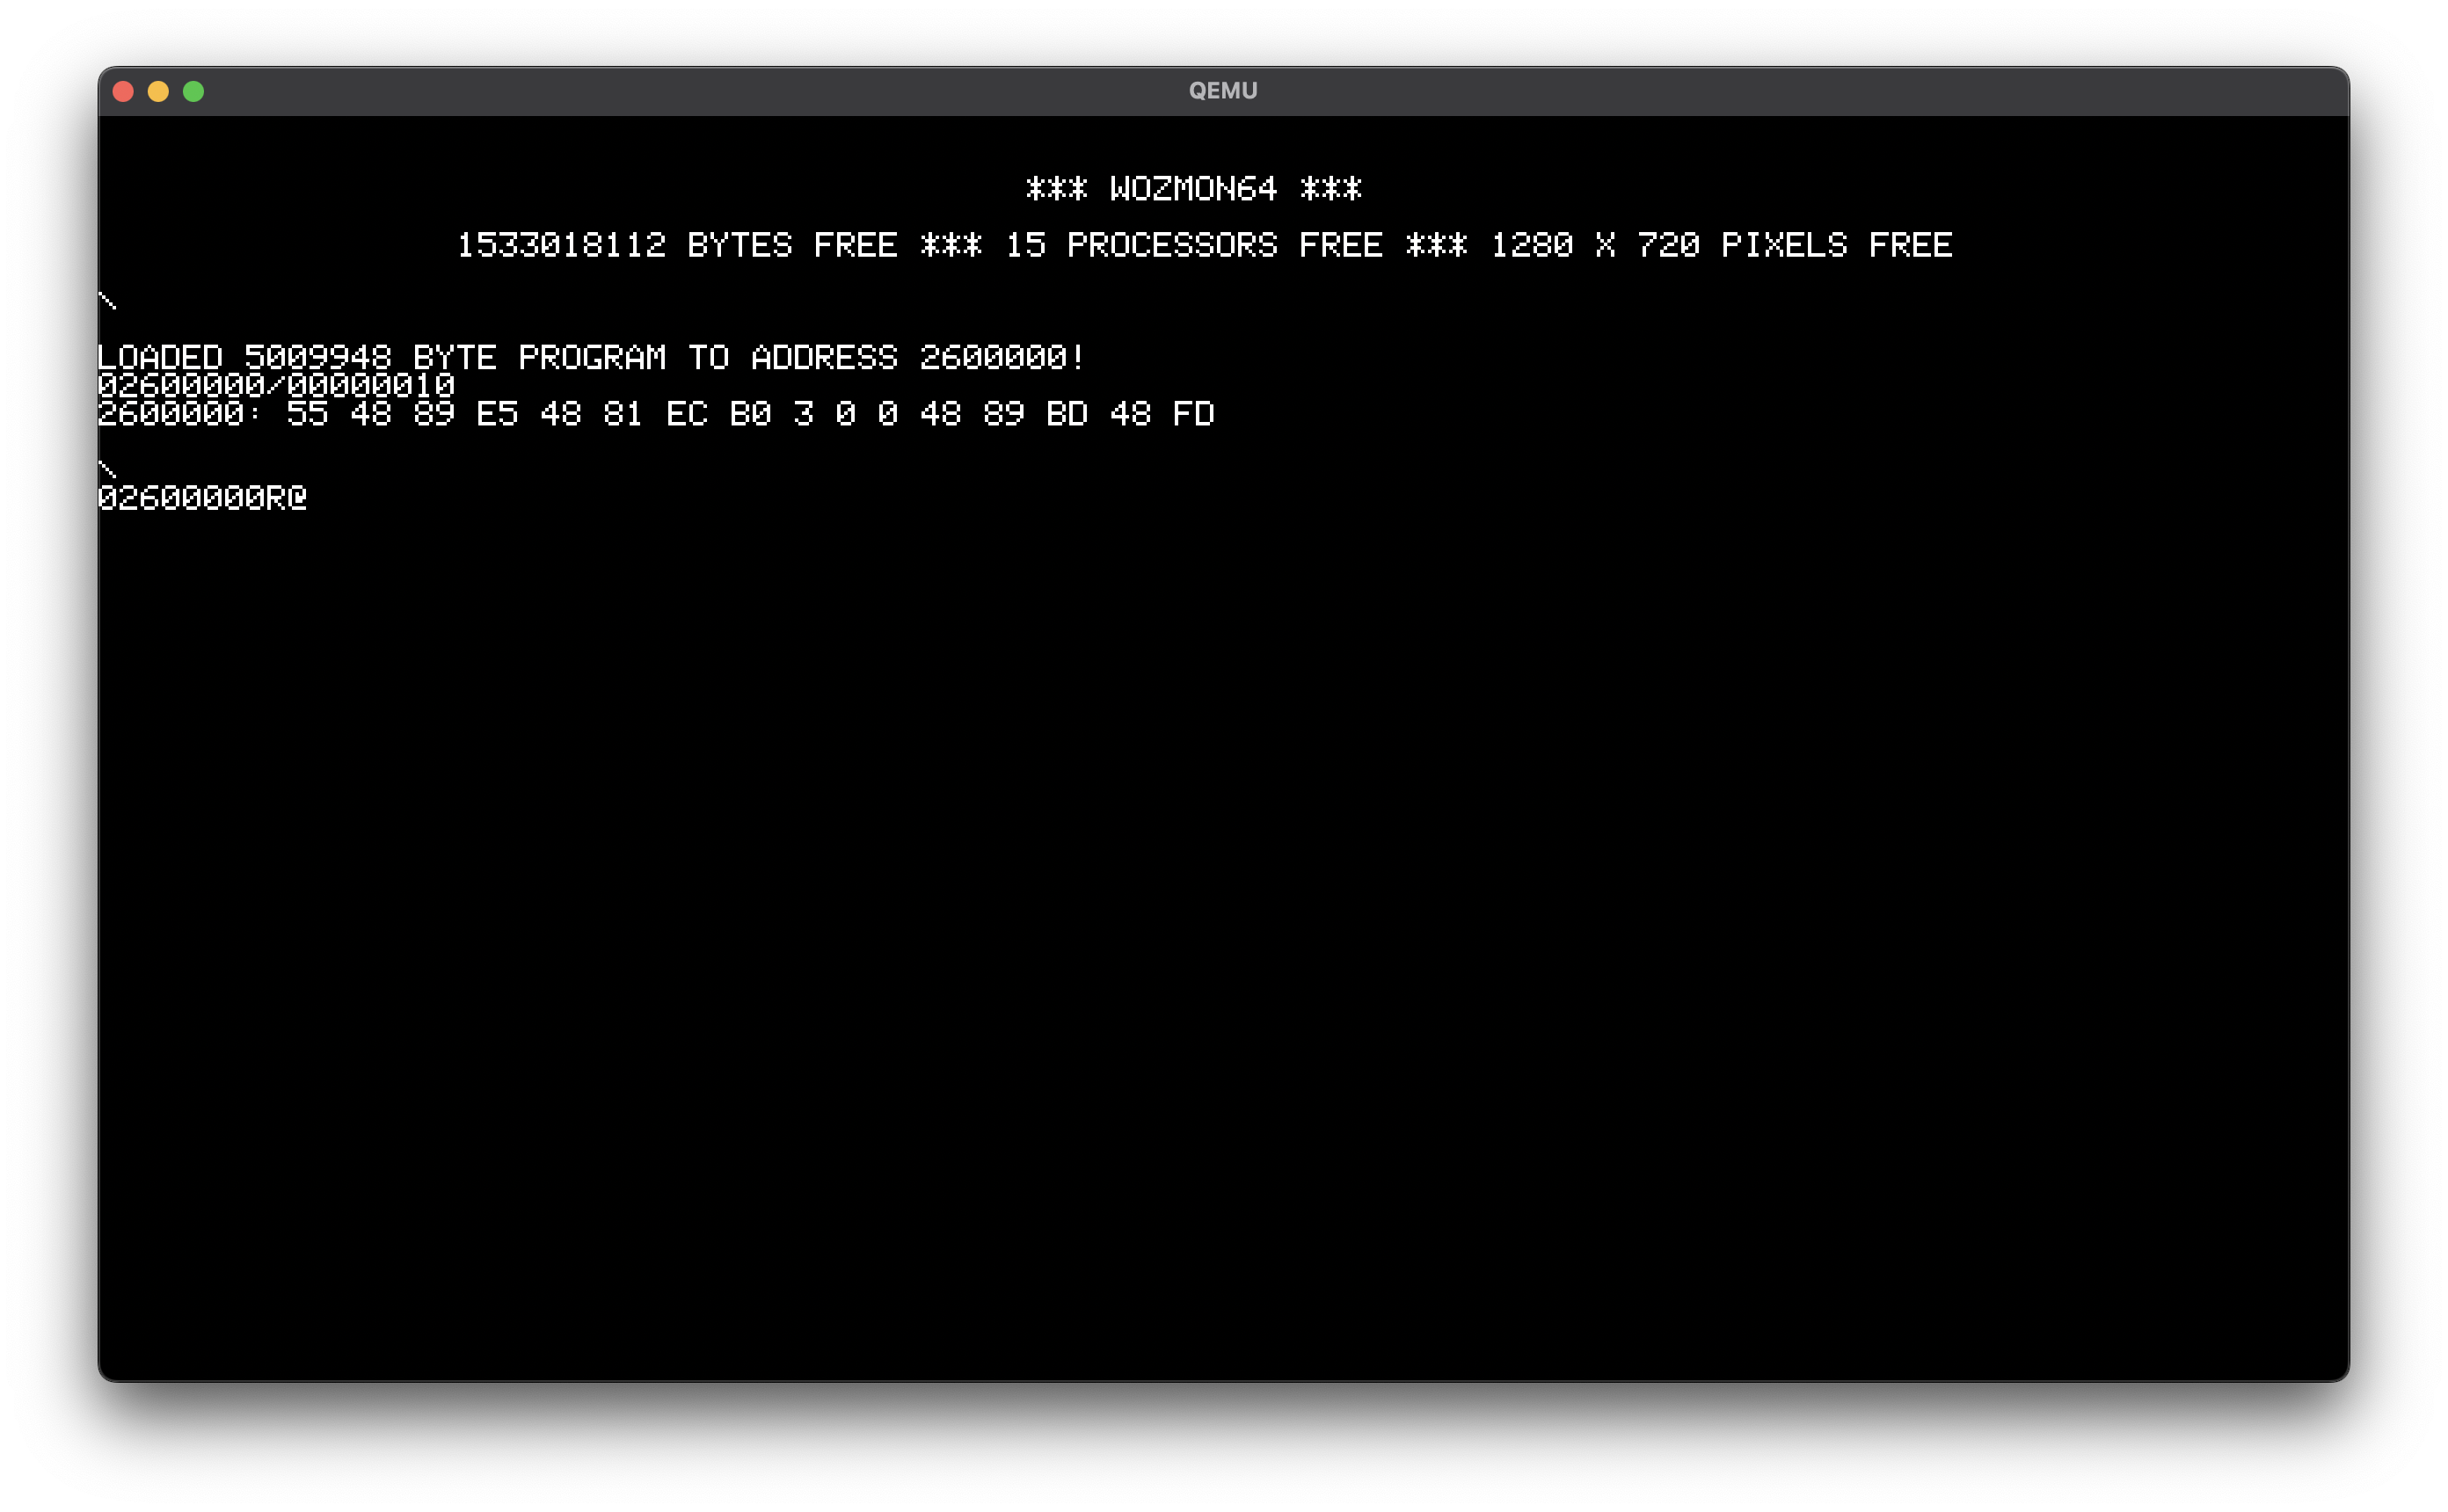 QEMU
*** WOZMON64 ***
1533018112 BYTES FREE *** 15 PROCESSORS FREE *** 1280 X 720 PIXELS FREE
\
LOADED 5009948 BYTE PROGRAM TO ADDRESS 2600000!
02600000/00000010
2600000: 55 48 89 E5 48 81 EC B0 3 0 0 48 89 BD 48 FD
\
02600000R@